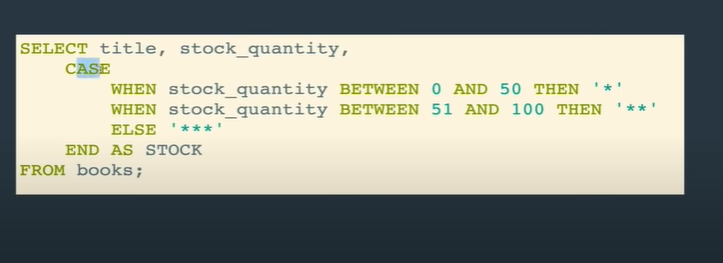 SELECT title, stock_quantity,
    CASE
        WHEN stock_quantity BETWEEN 0 AND 50 THEN '*'
        WHEN stock_quantity BETWEEN 51 AND 100 THEN '**'
        ELSE '***'
    END AS STOCK
FROM books;